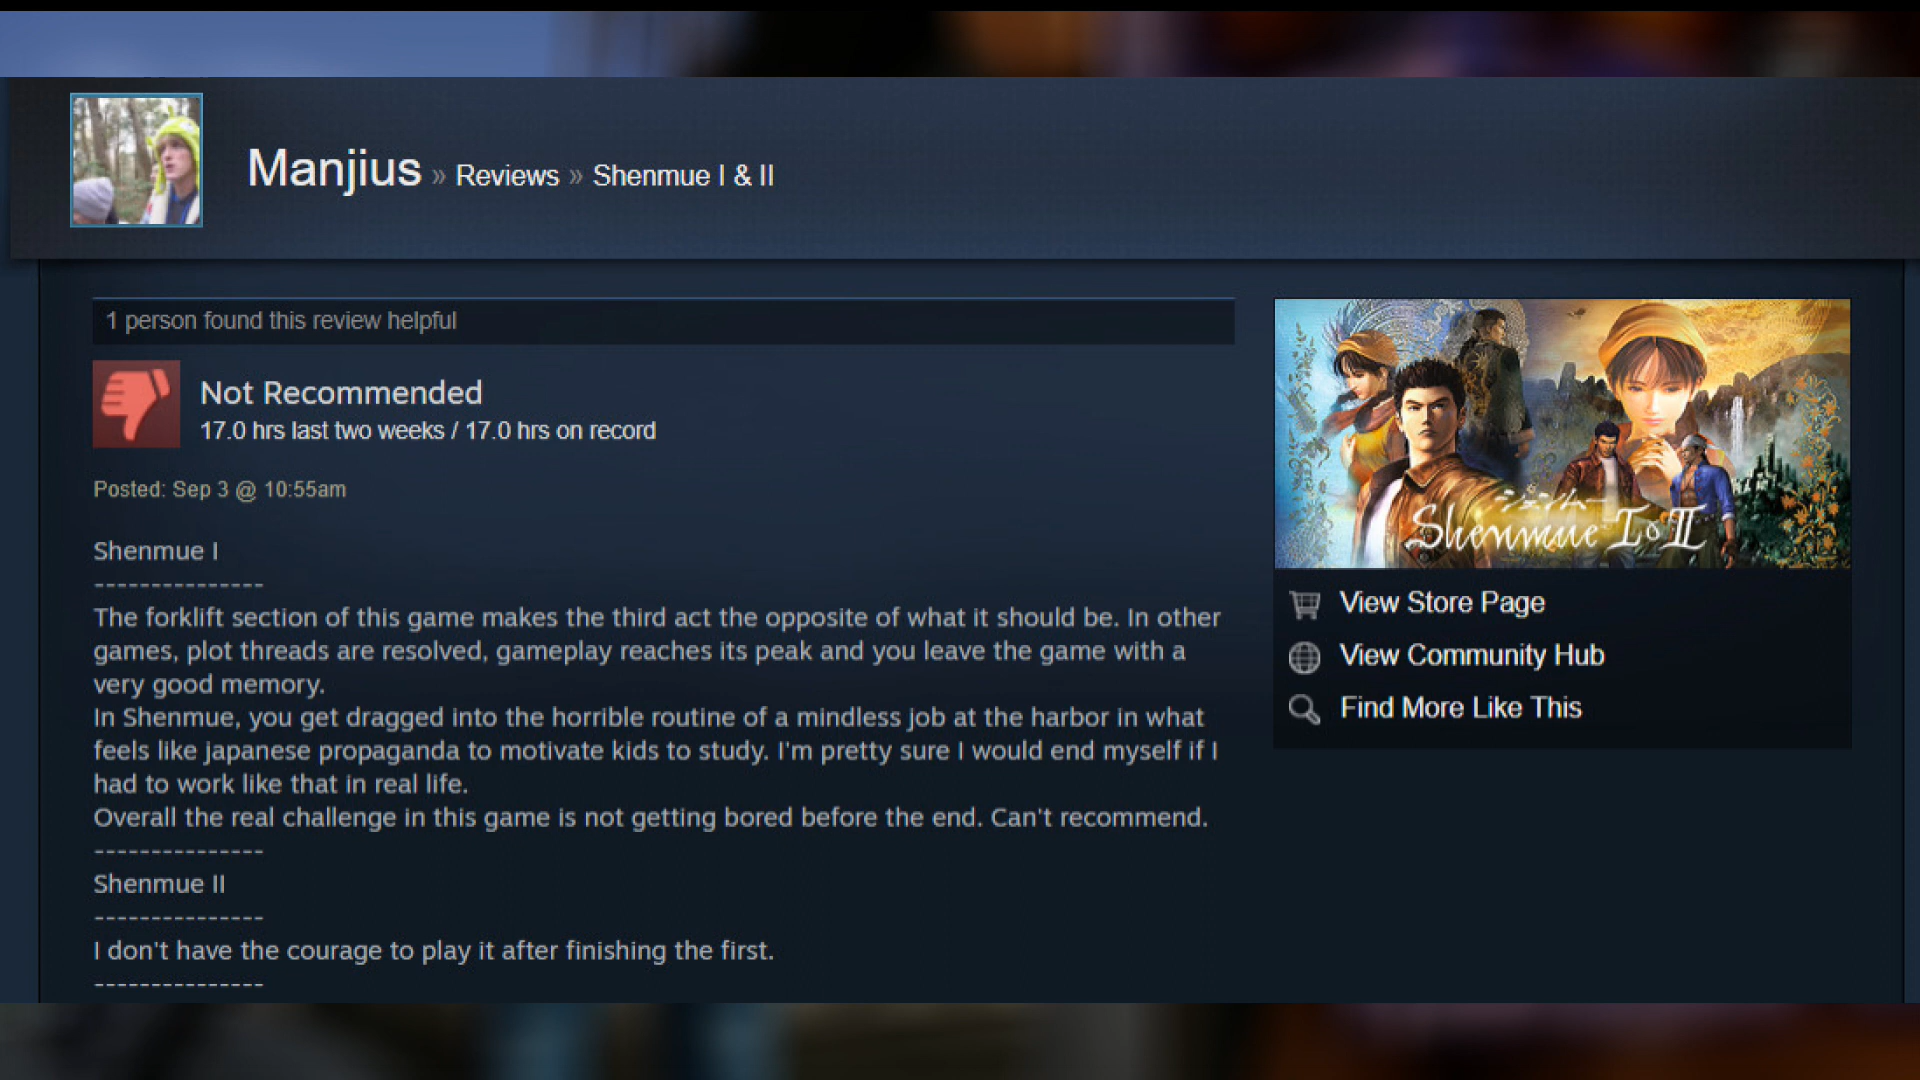 Manjius » Reviews » Shenmue I & II
1 person found this review helpful
Not Recommended
17.0 hrs last two weeks / 17.0 hrs on record
Posted: Sep 3 @ 10:55am
Shenmue I
---------------
The forklift section of this game makes the third act the opposite of what it should be. In other
games, plot threads are resolved, gameplay reaches its peak and you leave the game with a
very good memory.
In Shenmue, you get dragged into the horrible routine of a mindless job at the harbor in what
feels like japanese propaganda to motivate kids to study. I'm pretty sure I would end myself if I
had to work like that in real life.
Overall the real challenge in this game is not getting bored before the end. Can't recommend.
---------------
Shenmue II
---------------
I don't have the courage to play it after finishing the first.
---------------
シェンムー
Shenmue I & II
View Store Page
View Community Hub
Find More Like This